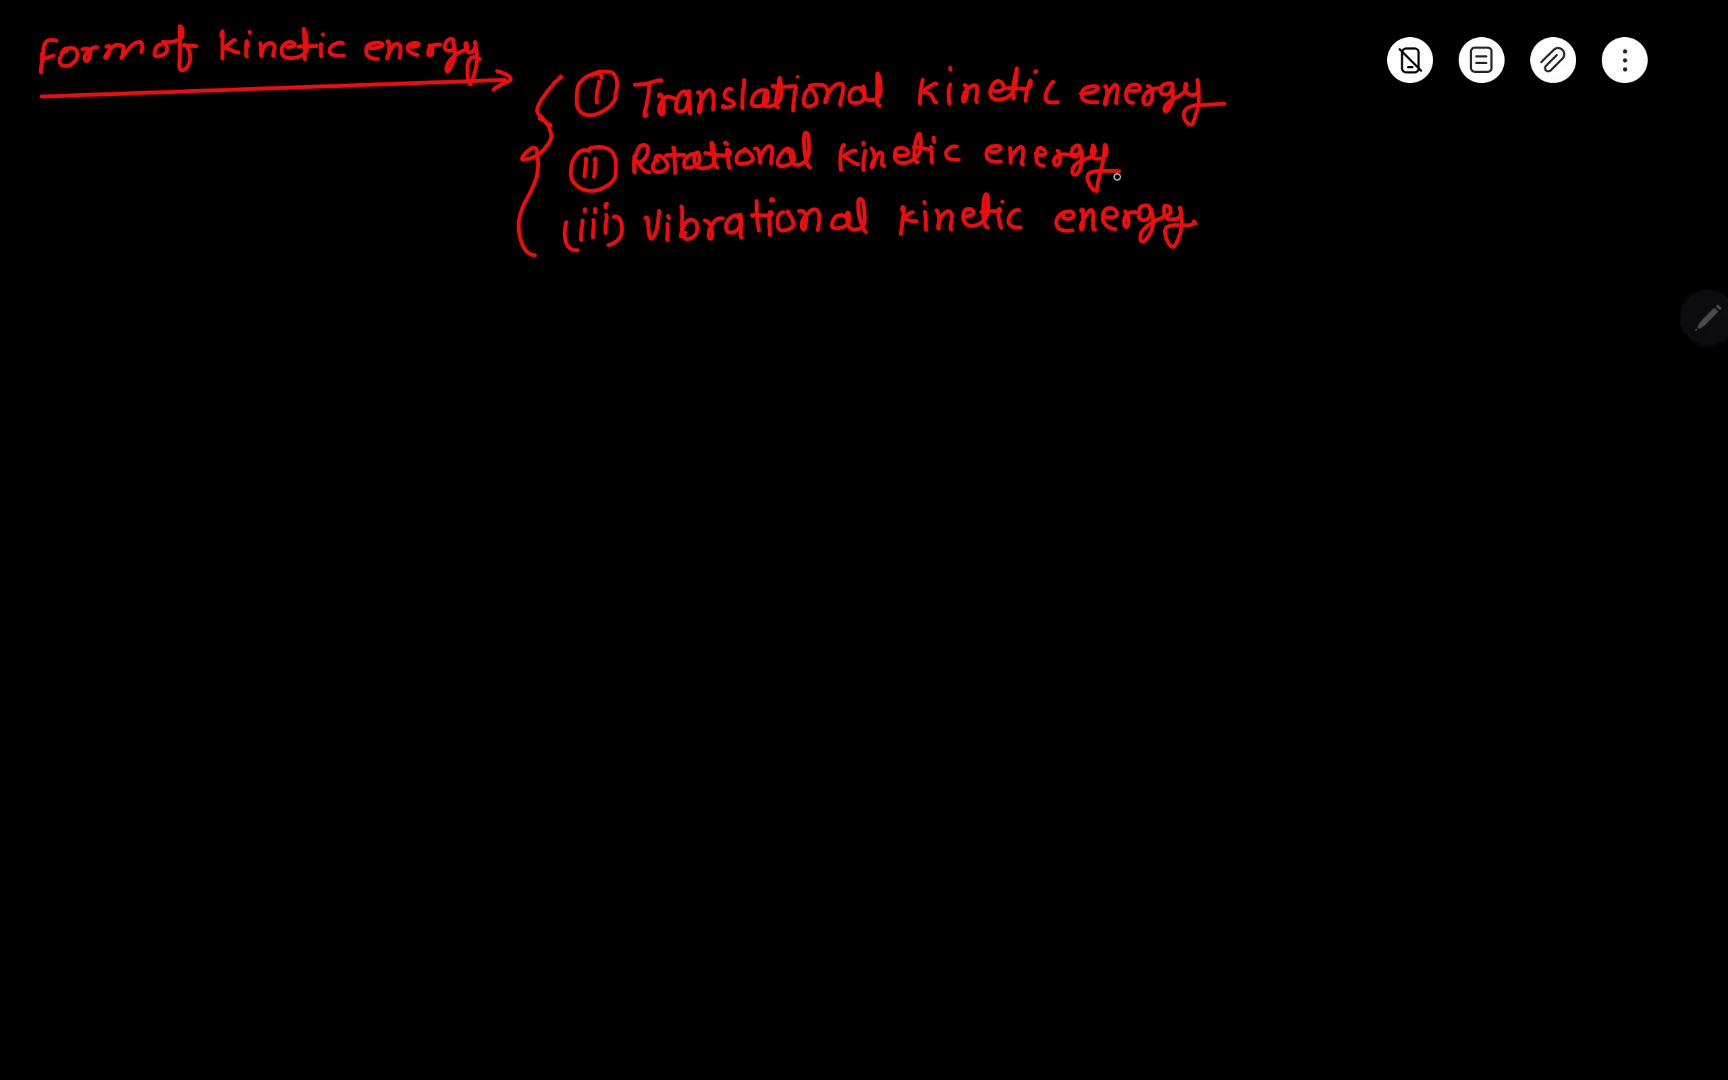 Form of kinetic energy
(i) Translational kinetic energy
(ii) Rotational kinetic energy
(iii) Vibrational kinetic energy.